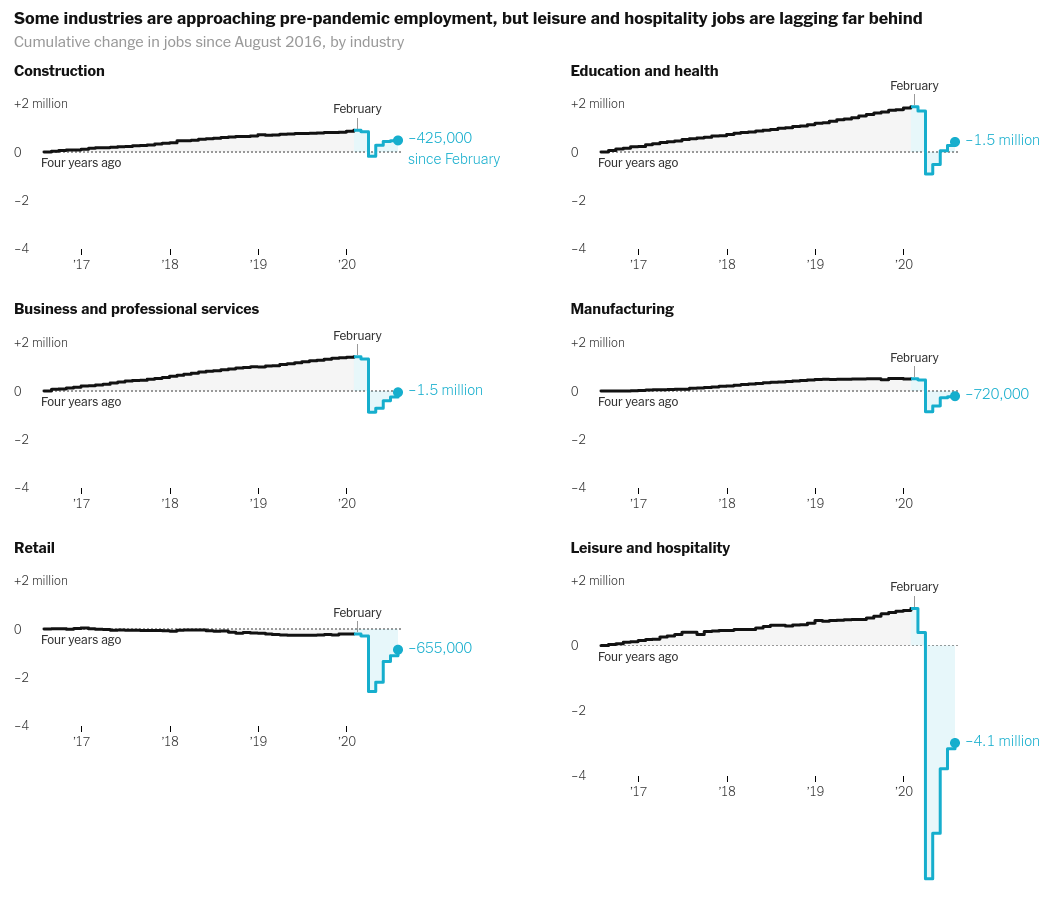 Some industries are approaching pre-pandemic employment, but leisure and hospitality jobs are lagging far behind
Cumulative change in jobs since August 2016, by industry
Construction
+2 million
February
–425,000
since February
0
Four years ago
–2
–4
’17
’18
’19
’20
Education and health
February
+2 million
–1.5 million
0
Four years ago
–2
–4
’17
’18
’19
’20
Business and professional services
February
+2 million
–1.5 million
0
Four years ago
–2
–4
’17
’18
’19
’20
Manufacturing
+2 million
February
–720,000
0
Four years ago
–2
–4
’17
’18
’19
’20
Retail
+2 million
February
0
Four years ago
–655,000
–2
–4
’17
’18
’19
’20
Leisure and hospitality
+2 million
February
0
Four years ago
–2
–4.1 million
–4
’17
’18
’19
’20